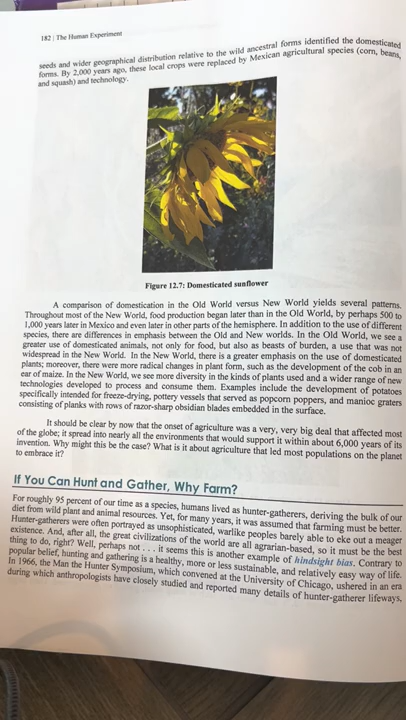 182 | The Human Experiment
seeds and wider geographical distribution relative to the wild ancestral forms identified the domesticated
forms. By 2,000 years ago, these local crops were replaced by Mexican agricultural species (corn, beans,
and squash) and technology.
Figure 12.7: Domesticated sunflower
A comparison of domestication in the Old World versus New World yields several patterns.
Throughout most of the New World, food production began later than in the Old World, by perhaps 500 to
1,000 years later in Mexico and even later in other parts of the hemisphere. In addition to the use of different
species, there are differences in emphasis between the Old and New worlds. In the Old World, we see a
greater use of domesticated animals, not only for food, but also as beasts of burden, a use that was not
widespread in the New World. In the New World, there is a greater emphasis on the use of domesticated
plants; moreover, there were more radical changes in plant form, such as the development of the cob in an
ear of maize. In the New World, we see more diversity in the kinds of plants used and a wider range of new
technologies developed to process and consume them. Examples include the development of potatoes
specifically intended for freeze-drying, pottery vessels that served as popcorn poppers, and manioc graters
consisting of planks with rows of razor-sharp obsidian blades embedded in the surface.
It should be clear by now that the onset of agriculture was a very, very big deal that affected most
of the globe; it spread into nearly all the environments that would support it within about 6,000 years of its
invention. Why might this be the case? What is it about agriculture that led most populations on the planet
to embrace it?
If You Can Hunt and Gather, Why Farm?
For roughly 95 percent of our time as a species, humans lived as hunter-gatherers, deriving the bulk of our
diet from wild plant and animal resources. Yet, for many years, it was assumed that farming must be better.
Hunter-gatherers were often portrayed as unsophisticated, warlike peoples barely able to eke out a meager
existence. And, after all, the great civilizations of the world are all agrarian-based, so it must be the best
thing to do, right? Well, perhaps not . . . it seems this is another example of hindsight bias. Contrary to
popular belief, hunting and gathering is a healthy, more or less sustainable, and relatively easy way of life.
In 1966, the Man the Hunter Symposium, which convened at the University of Chicago, ushered in an era
during which anthropologists have closely studied and reported many details of hunter-gatherer lifeways,